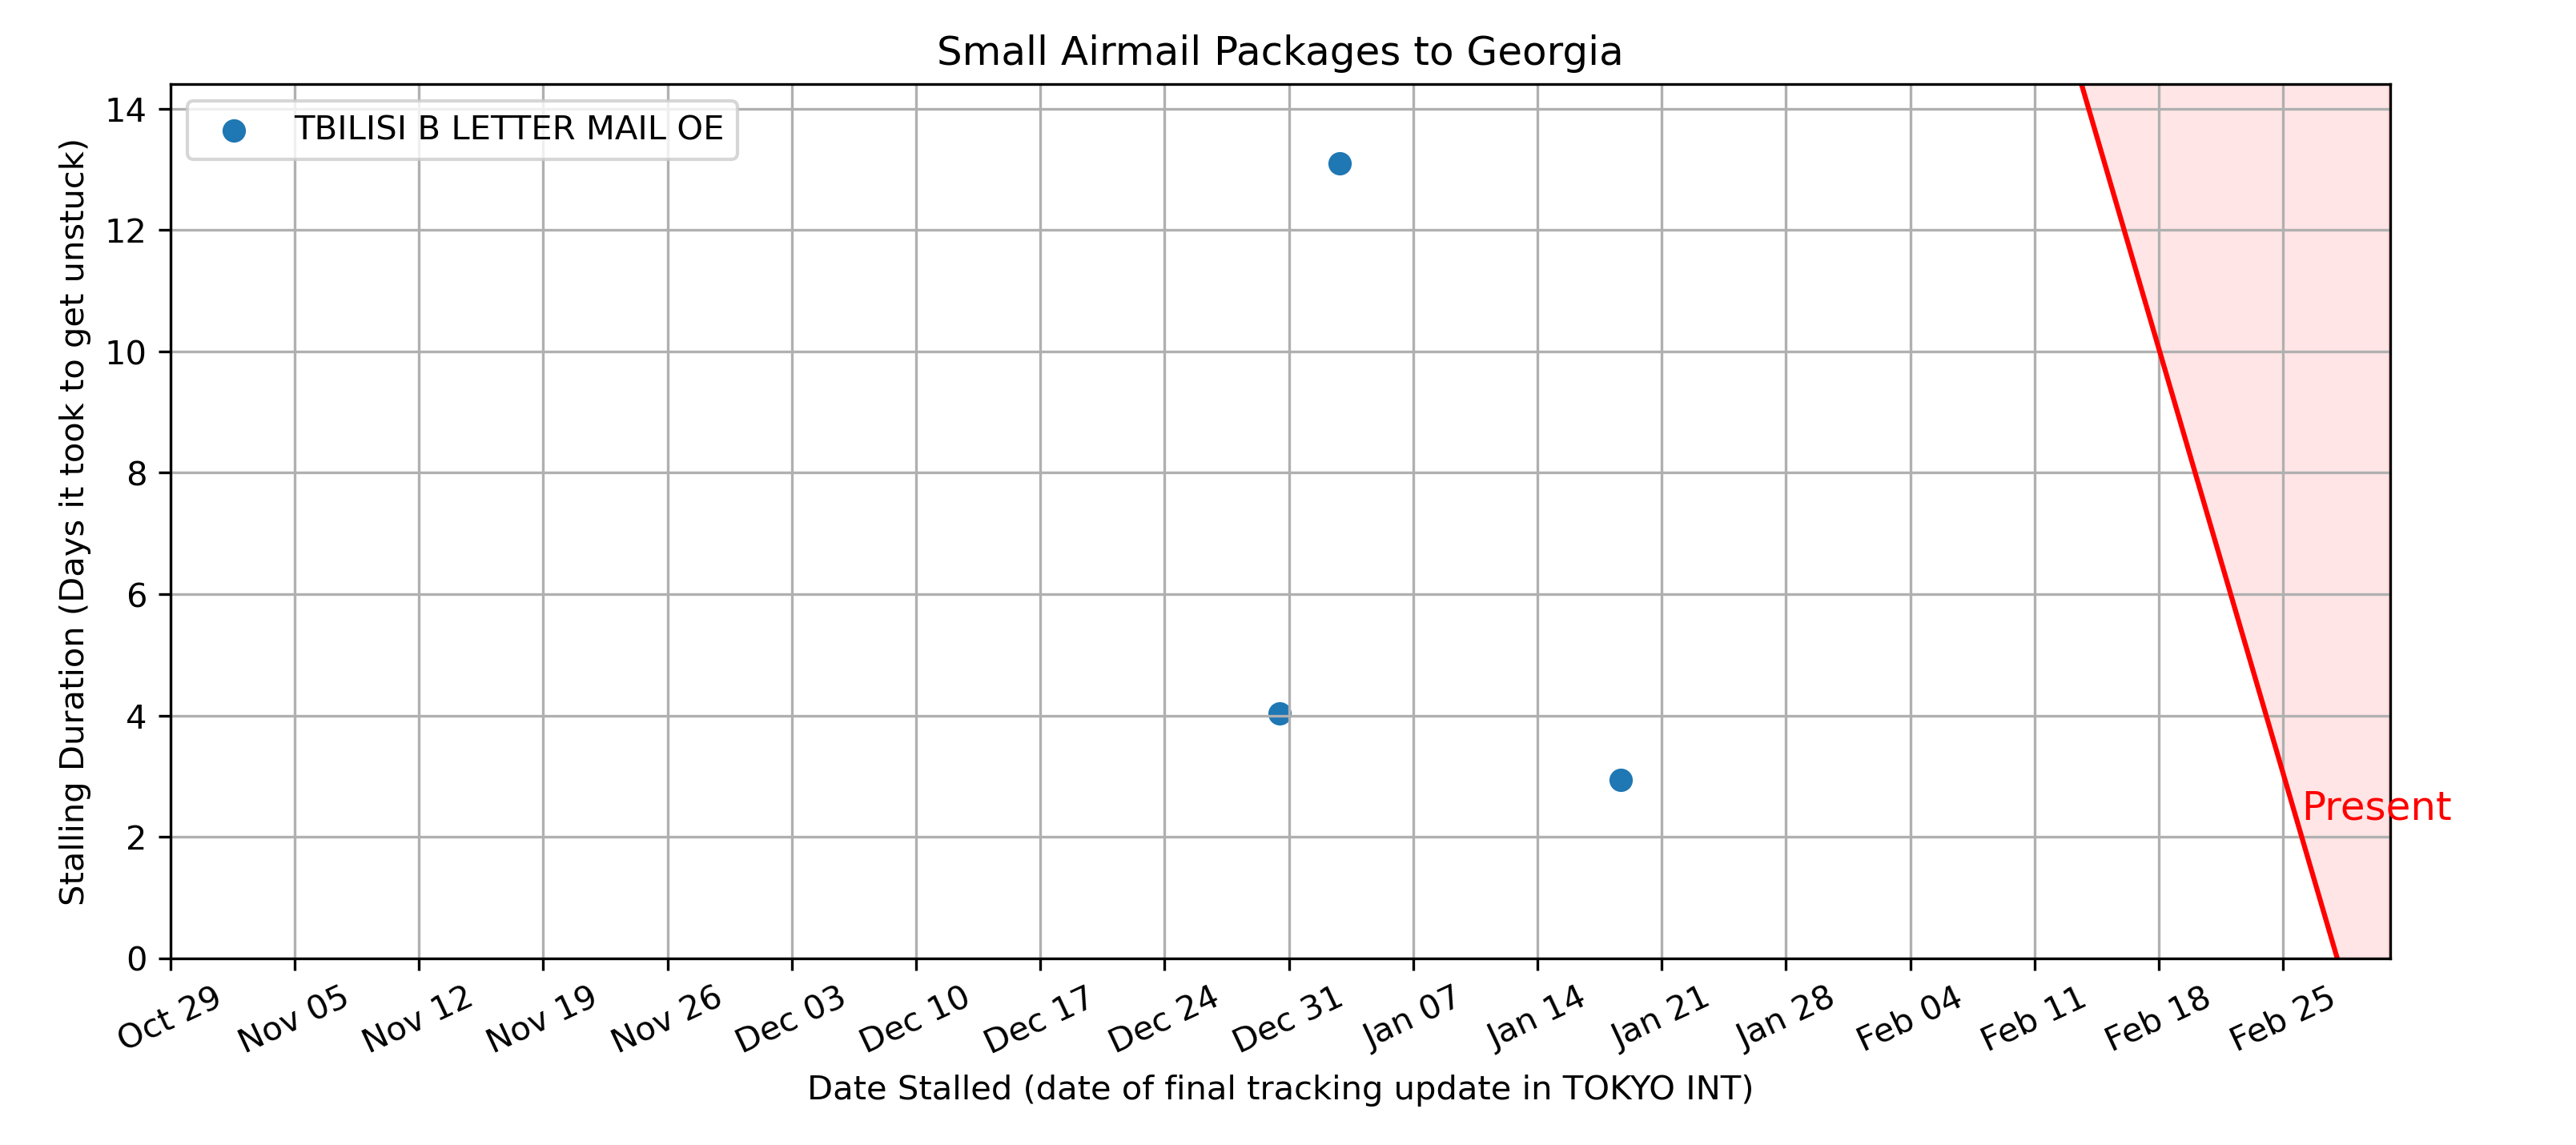 Small Airmail Packages to Georgia
TBILISI B LETTER MAIL OE
Stalling Duration (Days it took to get unstuck)
14
12
10
8
6
4
2
0
Present
Oct 29
Nov 05
Nov 12
Nov 19
Nov 26
Dec 03
Dec 10
Dec 17
Dec 24
Dec 31
Jan 07
Jan 14
Jan 21
Jan 28
Feb 04
Feb 11
Feb 18
Feb 25
Date Stalled (date of final tracking update in TOKYO INT)